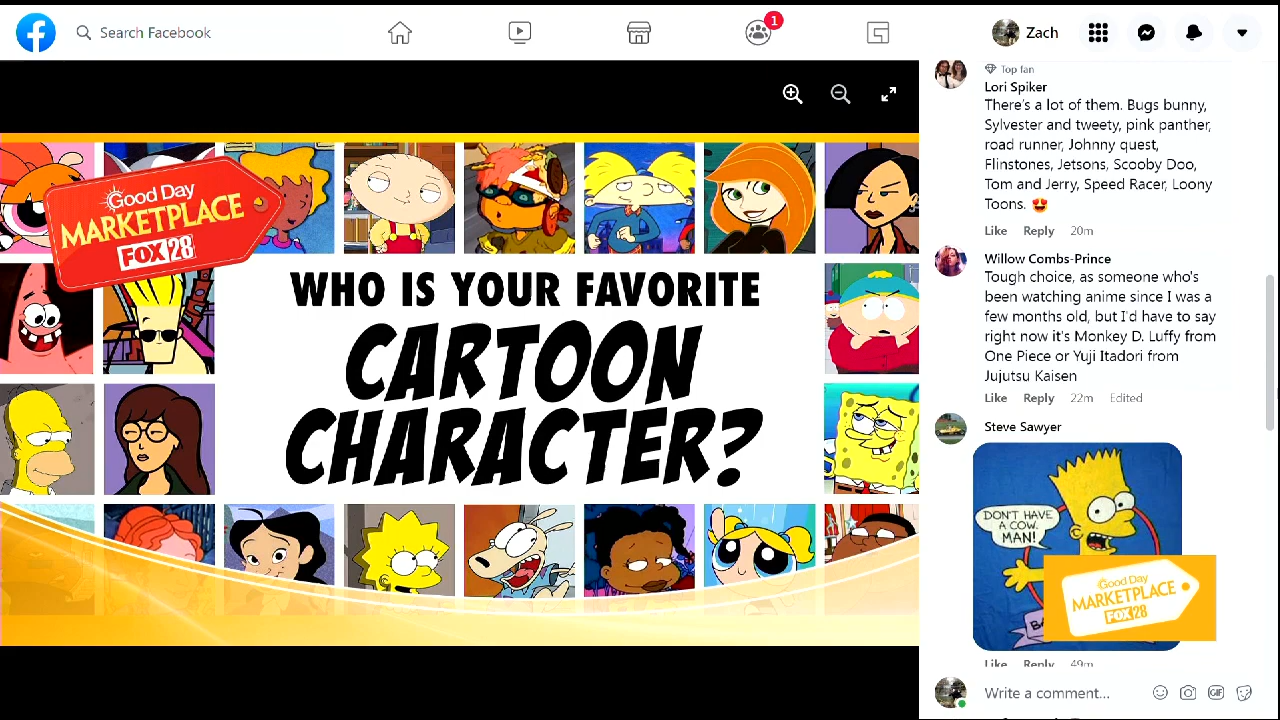 Search Facebook
1
Zach
Good Day
MARKETPLACE
FOX 28
WHO IS YOUR FAVORITE
CARTOON
CHARACTER?
Top fan
Lori Spiker
There's a lot of them. Bugs bunny,
Sylvester and tweety, pink panther,
road runner, Johnny quest,
Flinstones, Jetsons, Scooby Doo,
Tom and Jerry, Speed Racer, Loony
Toons.
Like Reply 20m
Willow Combs-Prince
Tough choice, as someone who's
been watching anime since I was a
few months old, but I'd have to say
right now it's Monkey D. Luffy from
One Piece or Yuji Itadori from
Jujutsu Kaisen
Like Reply 22m Edited
Steve Sawyer
DON'T HAVE
A COW,
MAN!
Good Day
MARKETPLACE
FOX 28
Like Reply 49m
Write a comment...
GIF